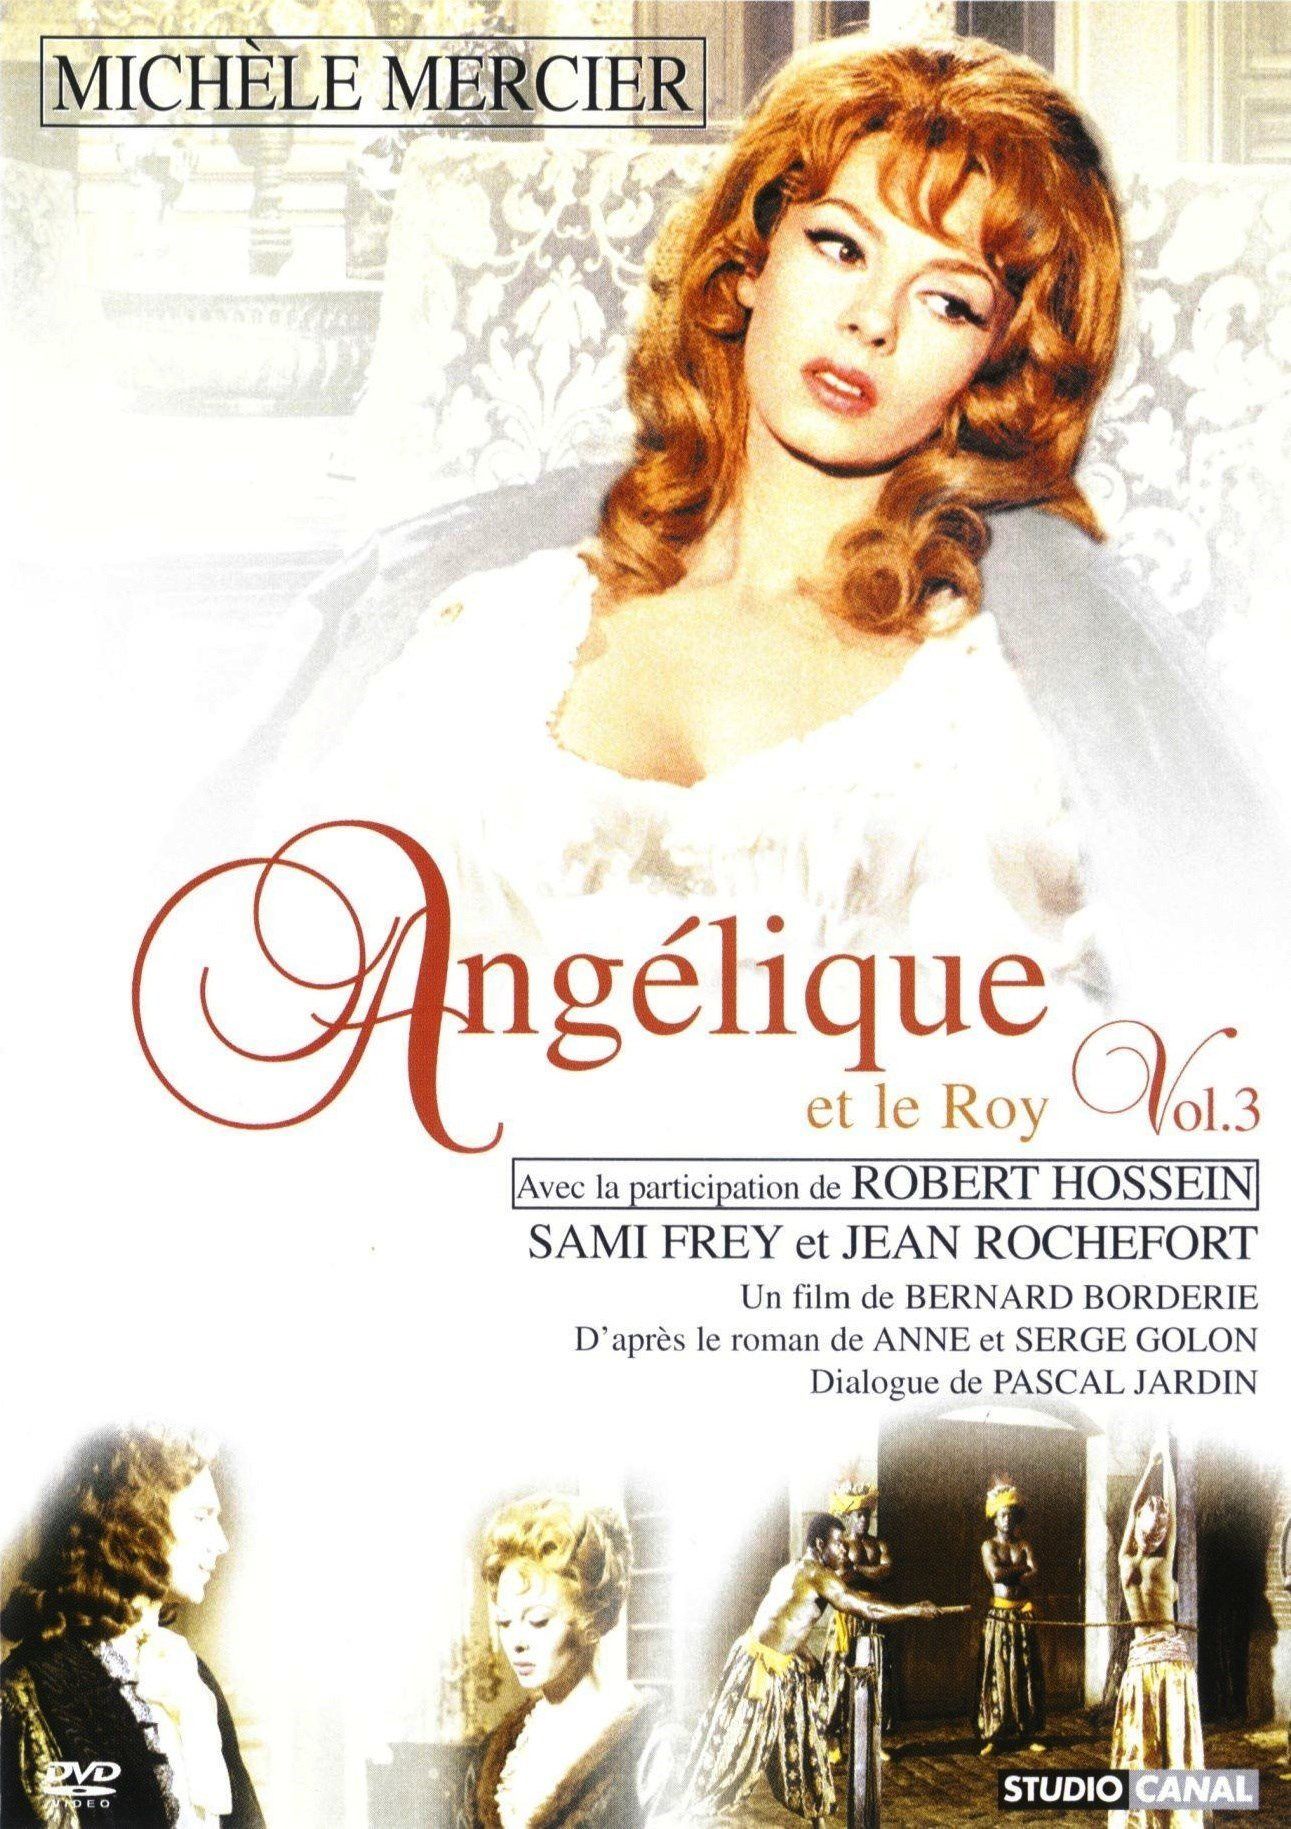 MICHÈLE MERCIER
Angélique
et le Roy Vol.3
Avec la participation de ROBERT HOSSEIN
SAMI FREY et JEAN ROCHEFORT
Un film de BERNARD BORDERIE
D'après le roman de ANNE et SERGE GOLON
Dialogue de PASCAL JARDIN
DVD
VIDEO
STUDIO CANAL